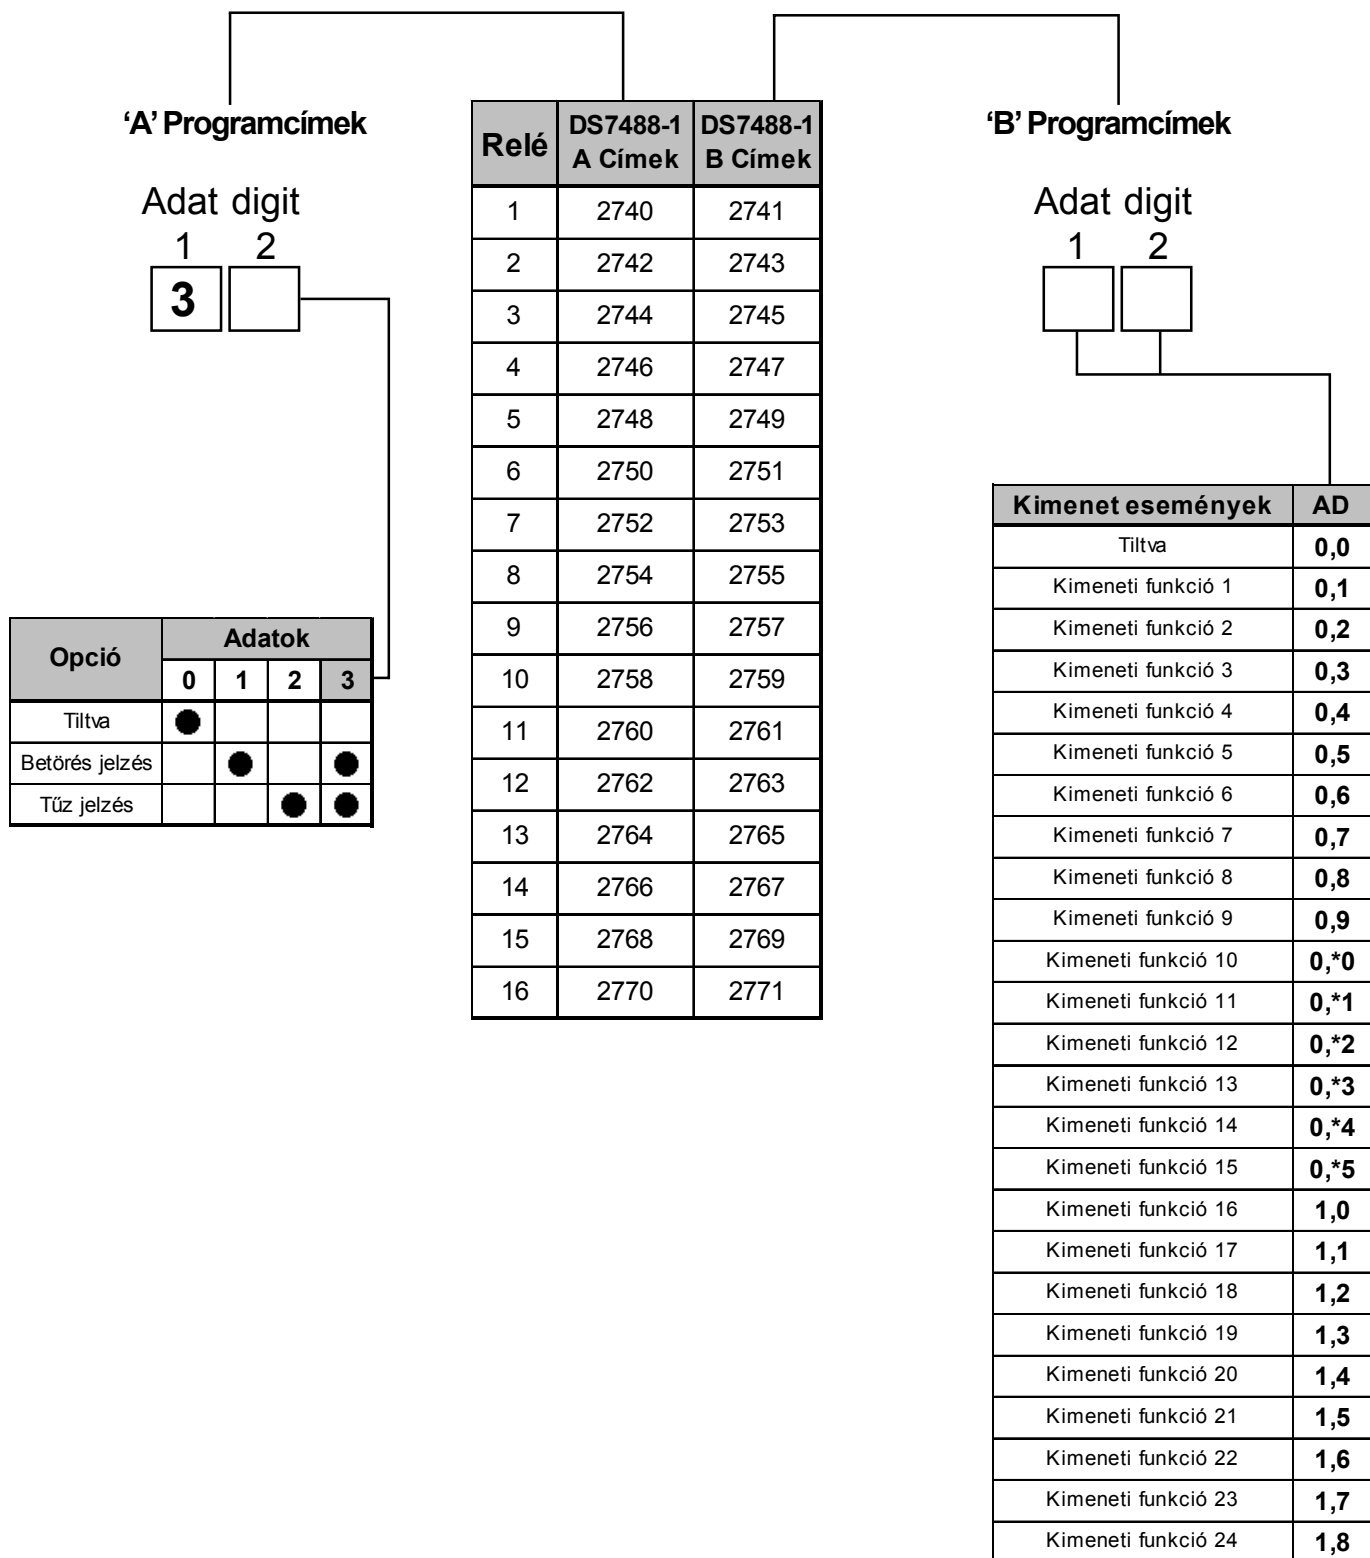 ‘A’ Programcímek
Adat digit
1 2
3
Opció Adatok
0 1 2 3
Tiltva
Betörés jelzés
Tűz jelzés
Relé DS7488-1 A Címek DS7488-1 B Címek
1 2740 2741
2 2742 2743
3 2744 2745
4 2746 2747
5 2748 2749
6 2750 2751
7 2752 2753
8 2754 2755
9 2756 2757
10 2758 2759
11 2760 2761
12 2762 2763
13 2764 2765
14 2766 2767
15 2768 2769
16 2770 2771
‘B’ Programcímek
Adat digit
1 2
Kimenet események AD
Tiltva 0,0
Kimeneti funkció 1 0,1
Kimeneti funkció 2 0,2
Kimeneti funkció 3 0,3
Kimeneti funkció 4 0,4
Kimeneti funkció 5 0,5
Kimeneti funkció 6 0,6
Kimeneti funkció 7 0,7
Kimeneti funkció 8 0,8
Kimeneti funkció 9 0,9
Kimeneti funkció 10 0,*0
Kimeneti funkció 11 0,*1
Kimeneti funkció 12 0,*2
Kimeneti funkció 13 0,*3
Kimeneti funkció 14 0,*4
Kimeneti funkció 15 0,*5
Kimeneti funkció 16 1,0
Kimeneti funkció 17 1,1
Kimeneti funkció 18 1,2
Kimeneti funkció 19 1,3
Kimeneti funkció 20 1,4
Kimeneti funkció 21 1,5
Kimeneti funkció 22 1,6
Kimeneti funkció 23 1,7
Kimeneti funkció 24 1,8